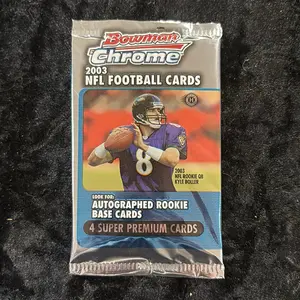 Bowman
Chrome
2003
NFL FOOTBALL CARDS
8
2003
NFL ROOKIE QB
KYLE BOLLER
LOOK FOR:
AUTOGRAPHED ROOKIE
BASE CARDS
4 SUPER PREMIUM CARDS